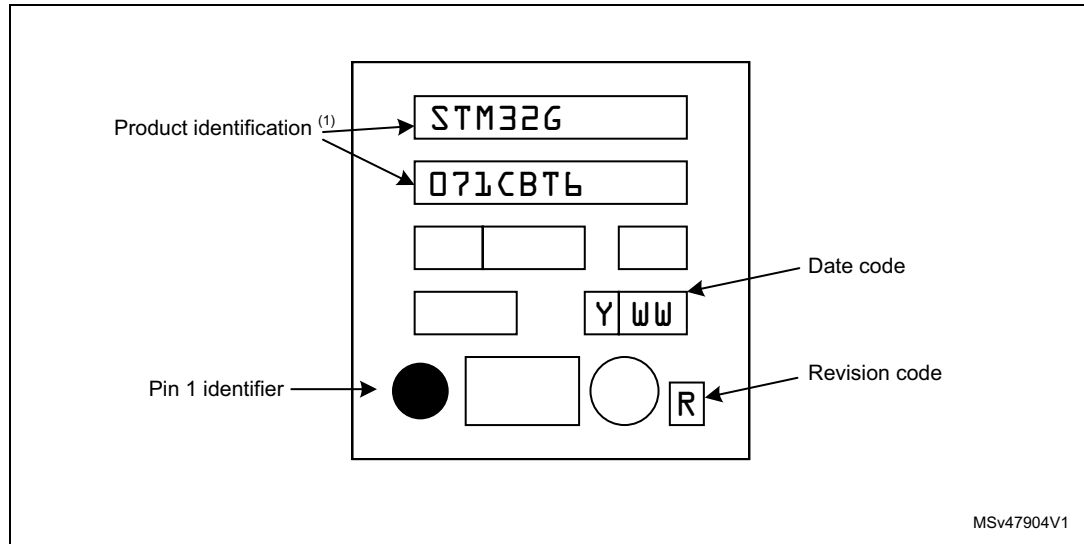 STM32G
Product identification (1)
071CBT6
Date code
Y WW
Pin 1 identifier
Revision code
R
MSv47904V1